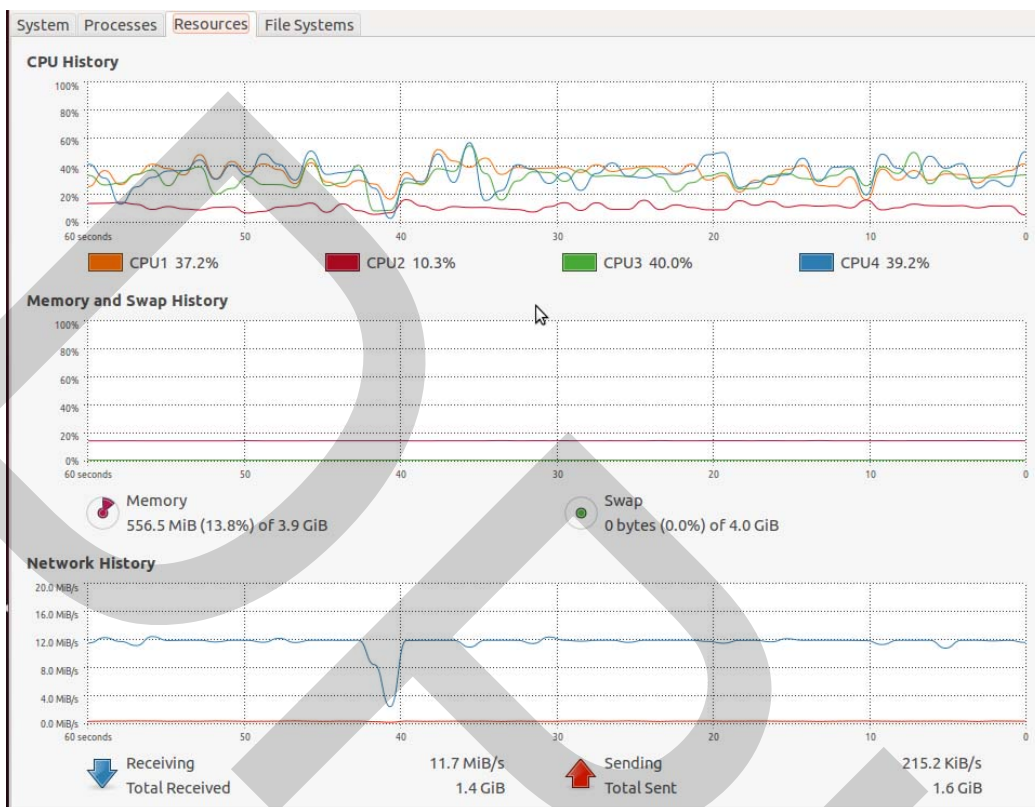 System Processes Resources File Systems
CPU History
100%
80%
60%
40%
20%
0%
60 seconds 50 40 30 20 10 0
CPU1 37.2% CPU2 10.3% CPU3 40.0% CPU4 39.2%
Memory and Swap History
100%
80%
60%
40%
20%
0%
60 seconds 50 40 30 20 10 0
Memory Swap
556.5 MiB (13.8%) of 3.9 GiB 0 bytes (0.0%) of 4.0 GiB
Network History
20.0 MiB/s
16.0 MiB/s
12.0 MiB/s
8.0 MiB/s
4.0 MiB/s
0.0 MiB/s
60 seconds 50 40 30 20 10 0
Receiving 11.7 MiB/s Sending 215.2 KiB/s
Total Received 1.4 GiB Total Sent 1.6 GiB